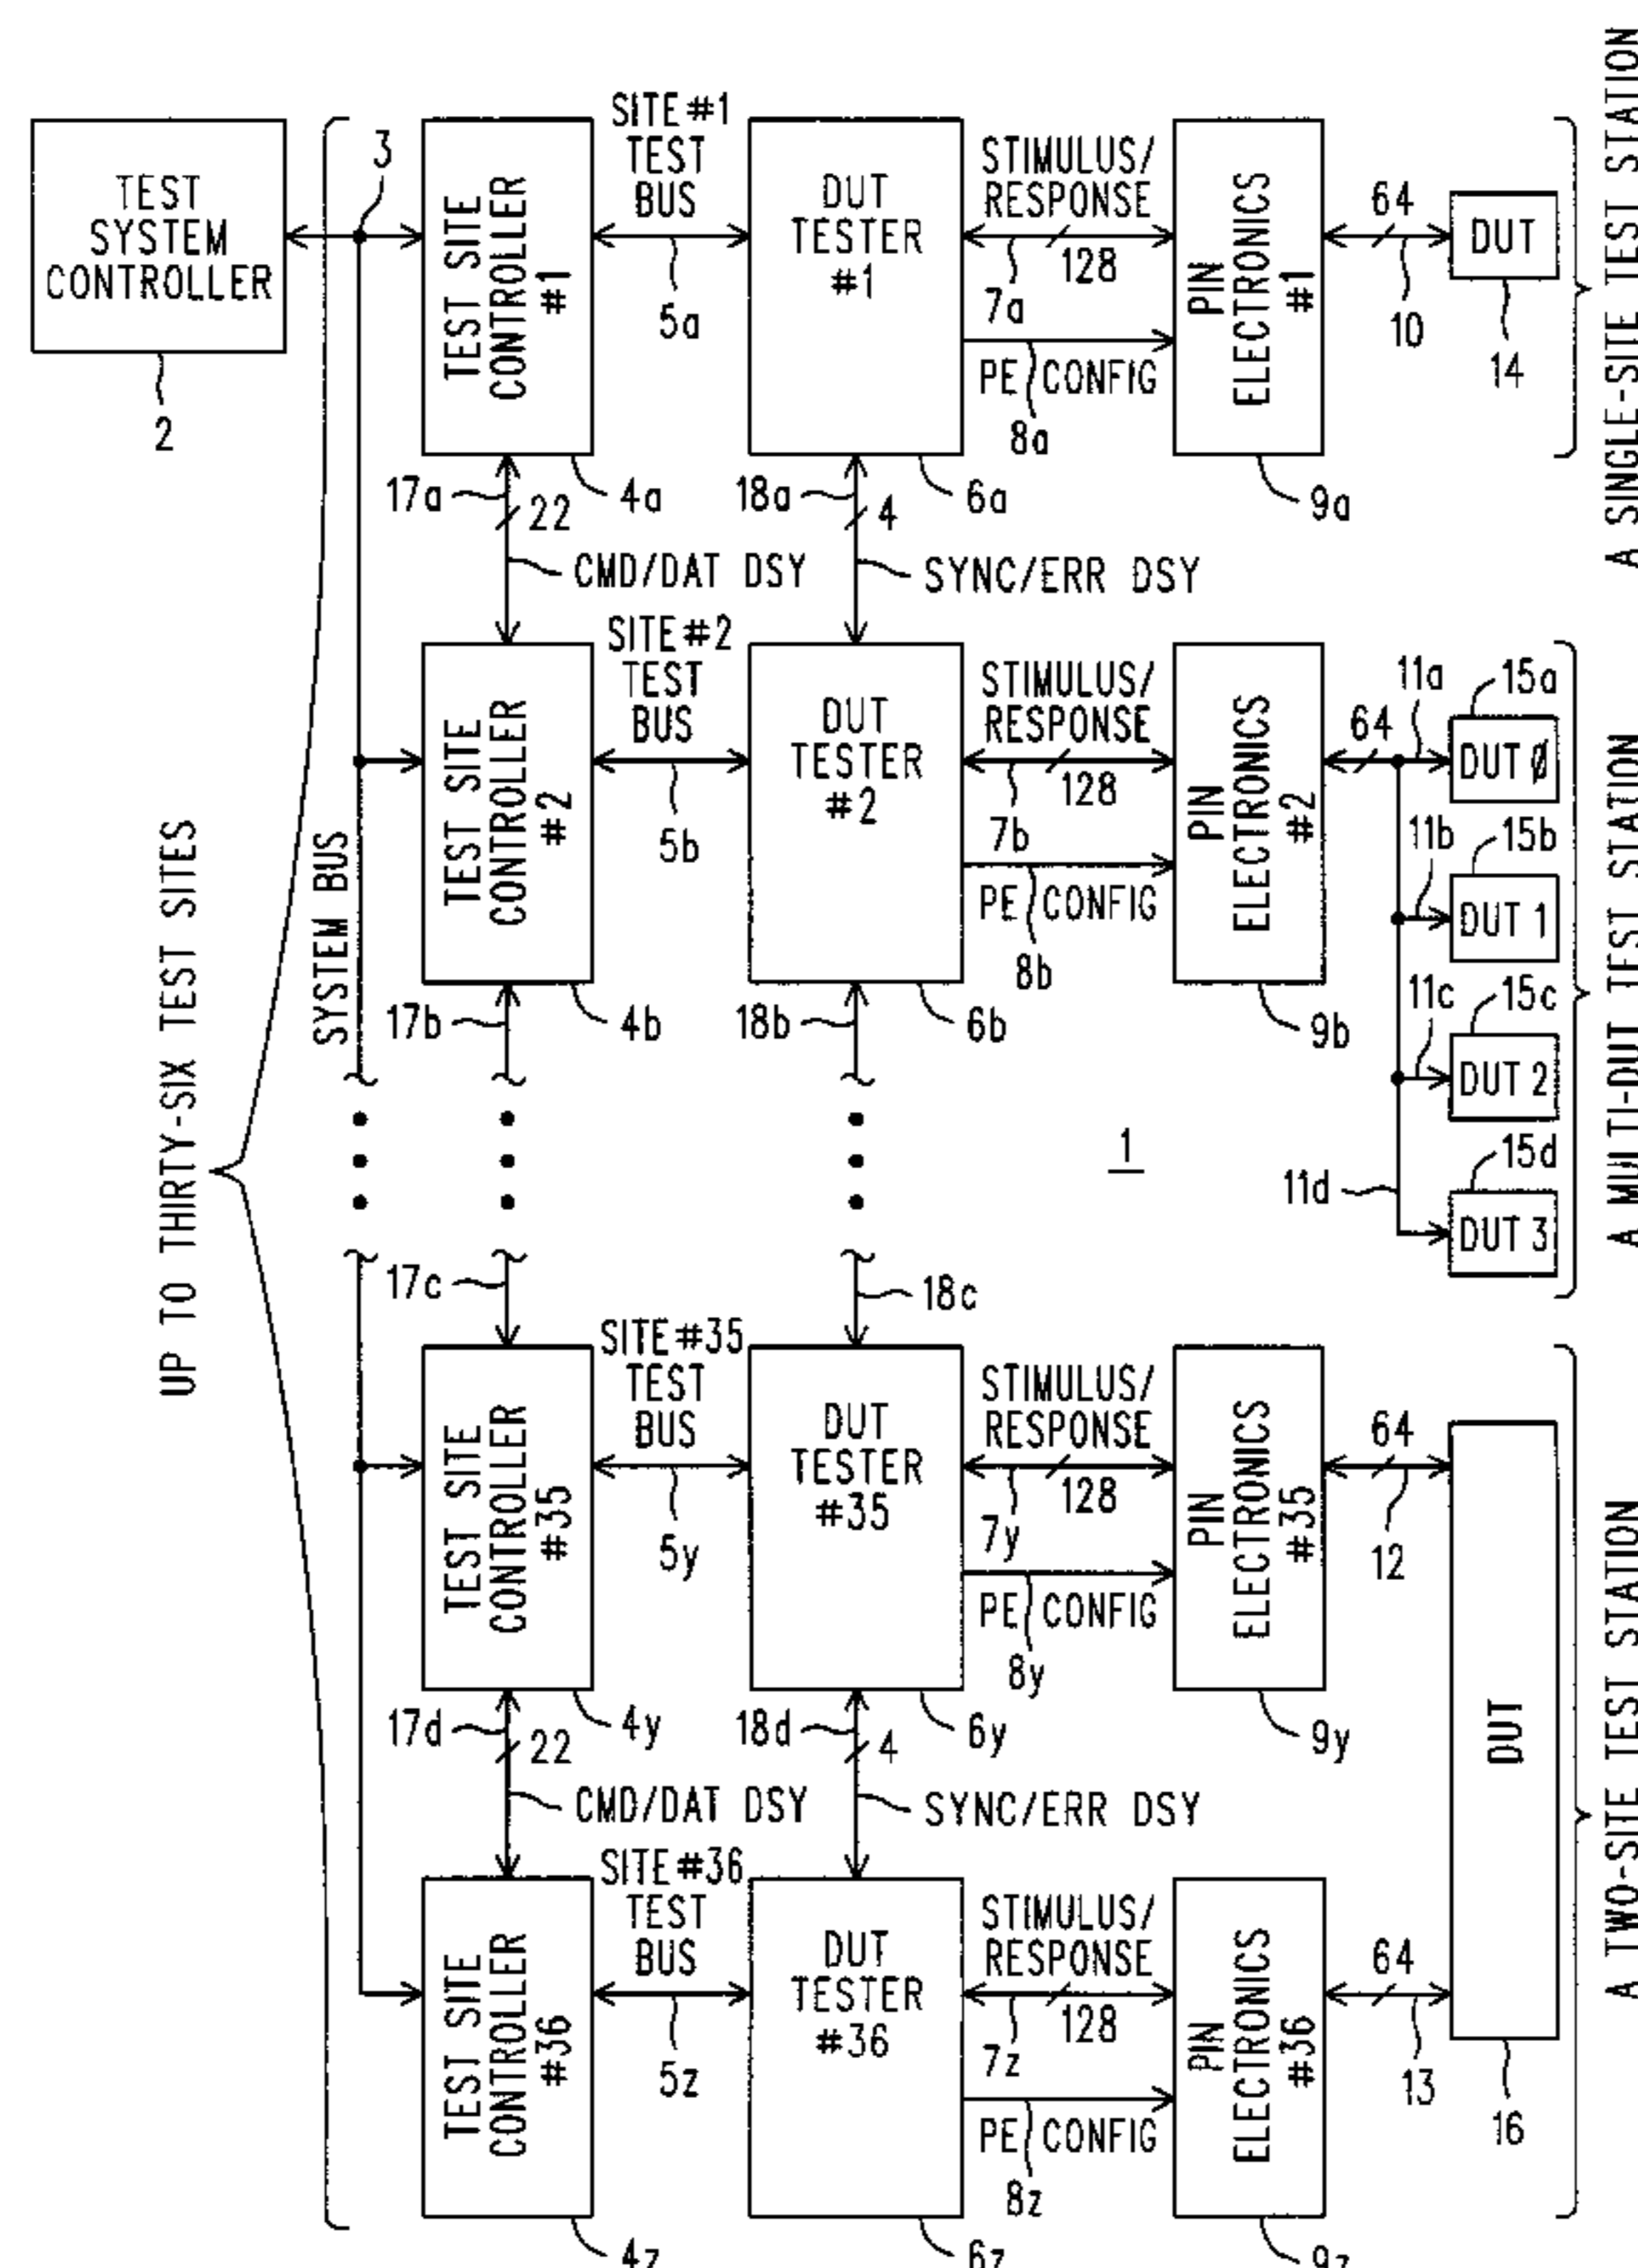 TEST
SYSTEM
CONTROLLER
2
3
UP TO THIRTY-SIX TEST SITES
SYSTEM BUS
TEST SITE
CONTROLLER
#1
4a
SITE #1
TEST
BUS
5a
DUT
TESTER
#1
6a
STIMULUS/
RESPONSE
128
7a
PE CONFIG
8a
PIN
ELECTRONICS
#1
9a
64
10
DUT
14
A SINGLE-SITE TEST STATION
17a
22
CMD/DAT DSY
18a
4
SYNC/ERR DSY
TEST SITE
CONTROLLER
#2
4b
SITE #2
TEST
BUS
5b
DUT
TESTER
#2
6b
STIMULUS/
RESPONSE
128
7b
PE CONFIG
8b
PIN
ELECTRONICS
#2
9b
64
11a
15a
DUT Ø
11b
15b
DUT 1
11c
15c
DUT 2
11d
15d
DUT 3
A MULTI-DUT TEST STATION
17b
18b
1
17c
18c
TEST SITE
CONTROLLER
#35
4y
SITE #35
TEST
BUS
5y
DUT
TESTER
#35
6y
STIMULUS/
RESPONSE
128
7y
PE CONFIG
8y
PIN
ELECTRONICS
#35
9y
64
12
DUT
16
A TWO-SITE TEST STATION
17d
22
CMD/DAT DSY
18d
4
SYNC/ERR DSY
TEST SITE
CONTROLLER
#36
4z
SITE #36
TEST
BUS
5z
DUT
TESTER
#36
6z
STIMULUS/
RESPONSE
128
7z
PE CONFIG
8z
PIN
ELECTRONICS
#36
9z
64
13